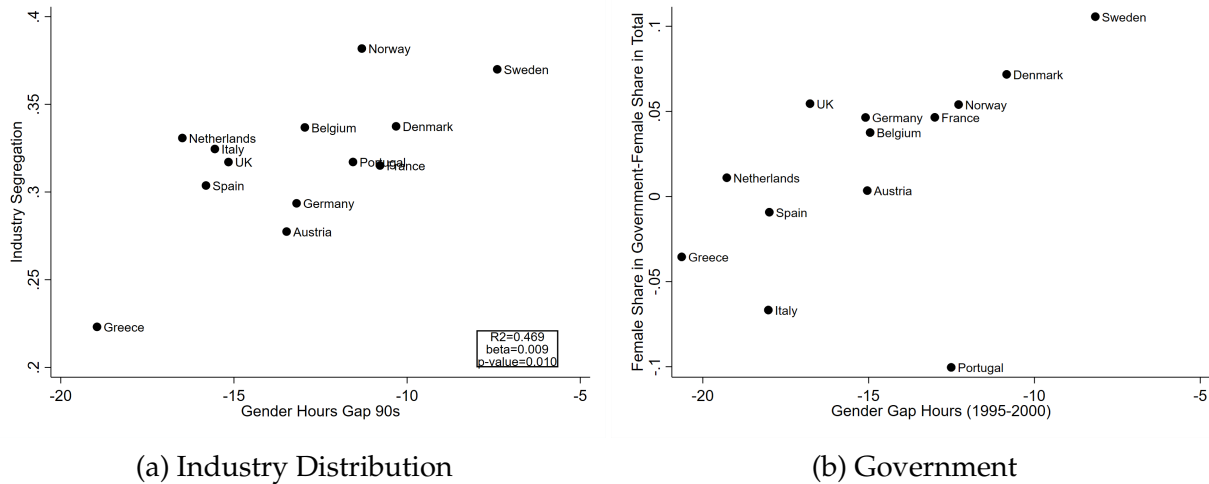 Industry Segregation
.4
.35
.3
.25
.2
Norway
Sweden
Netherlands
Belgium
Denmark
Italy
UK
Portugal
France
Spain
Germany
Austria
Greece
R2=0.469
beta=0.009
p-value=0.010
-20
-15
-10
-5
Gender Hours Gap 90s
(a) Industry Distribution
Female Share in Government-Female Share in Total
.1
.05
0
-.05
-.1
Sweden
Denmark
UK
Norway
Germany
France
Belgium
Netherlands
Austria
Spain
Greece
Italy
Portugal
-20
-15
-10
-5
Gender Gap Hours (1995-2000)
(b) Government